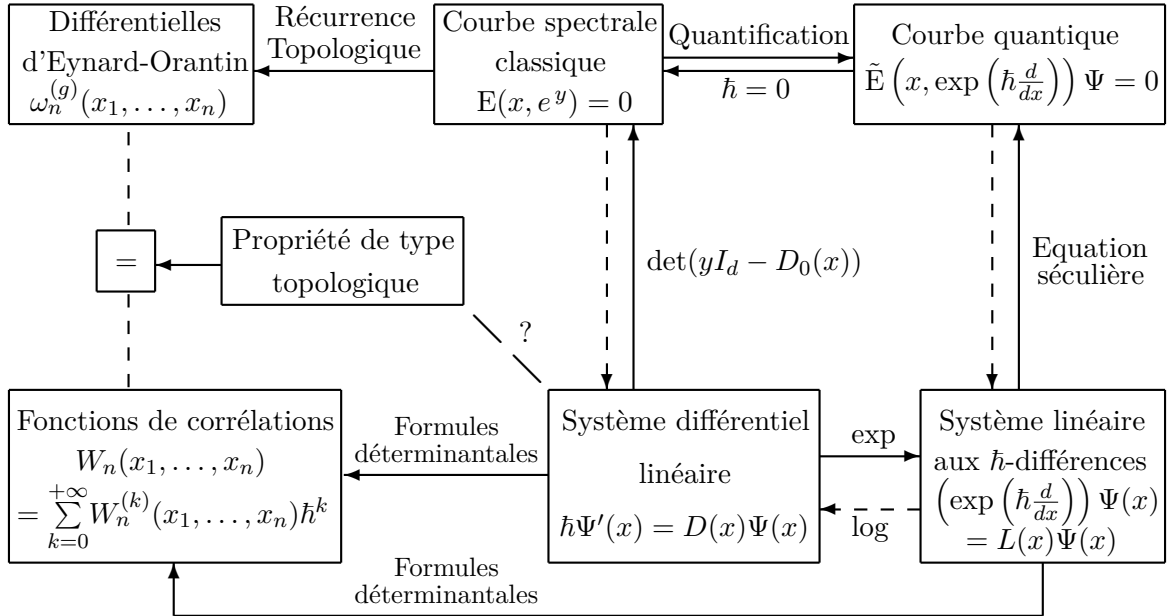 Différentielles
d'Eynard-Orantin
ω_n^{(g)}(x_1, …, x_n)
Récurrence
Topologique
Courbe spectrale
classique
E(x, e^y) = 0
Quantification
ℏ = 0
Courbe quantique
Ẽ(x, exp(ℏ d/dx)) Ψ = 0
=
Propriété de type
topologique
?
det(yI_d − D_0(x))
Equation
séculière
Fonctions de corrélations
W_n(x_1, …, x_n)
= ∑_{k=0}^{+∞} W_n^{(k)}(x_1, …, x_n)ℏ^k
Formules
déterminantales
Système différentiel
linéaire
ℏΨ′(x) = D(x)Ψ(x)
exp
log
Système linéaire
aux ℏ-différences
(exp(ℏ d/dx)) Ψ(x)
= L(x)Ψ(x)
Formules
déterminantales